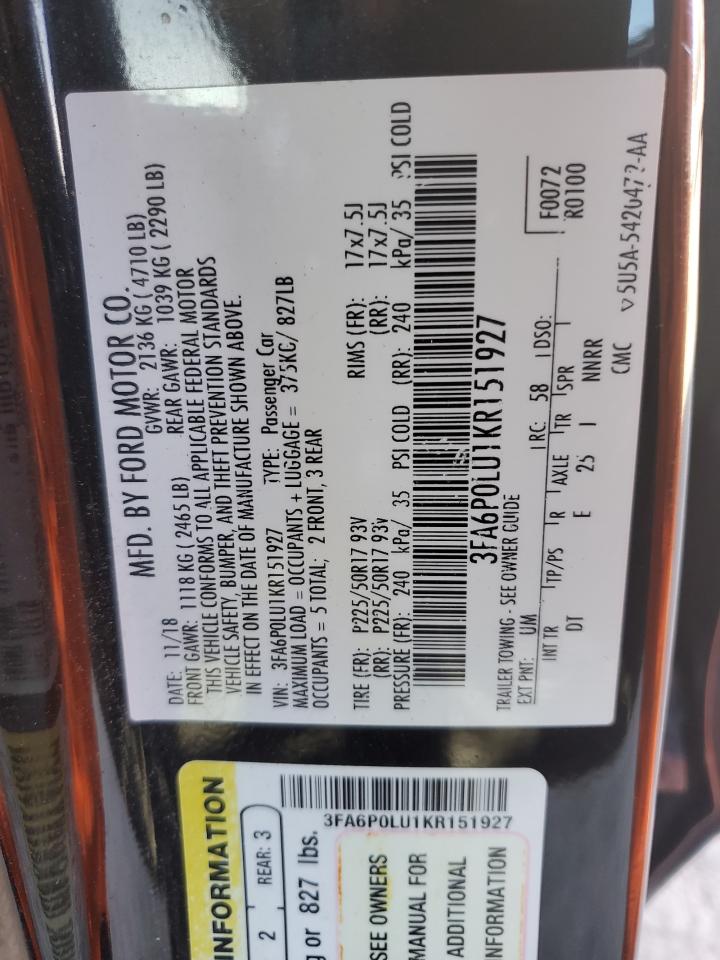 MFD. BY FORD MOTOR CO.
DATE: 11/18 GVWR: 2136 KG ( 4710 LB)
FRONT GAWR: 1118 KG ( 2465 LB) REAR GAWR: 1039 KG ( 2290 LB)
THIS VEHICLE CONFORMS TO ALL APPLICABLE FEDERAL MOTOR
VEHICLE SAFETY, BUMPER, AND THEFT PREVENTION STANDARDS
IN EFFECT ON THE DATE OF MANUFACTURE SHOWN ABOVE.
VIN: 3FA6P0LU1KR151927 TYPE: Passenger Car
MAXIMUM LOAD = OCCUPANTS + LUGGAGE = 375KG/ 827LB
OCCUPANTS = 5 TOTAL; 2 FRONT, 3 REAR
TIRE (FR): P225/50R17 93V RIMS (FR): 17x7.5J
(RR): P225/50R17 93V (RR): 17x7.5J
PRESSURE (FR): 240 kPa/ 35 PSI COLD (RR): 240 kPa/ 35 PSI COLD
3FA6P0LU1KR151927
TRAILER TOWING - SEE OWNER GUIDE F0072
EXT PNT: UM RC: 58 DSO: R0100
INT TR TP/PS R AXLE TR SPR
DT E 25 I NNRR
CMC 5U5A-5420472-AA
INFORMATION
2 REAR: 3
g or 827 lbs.
3FA6P0LU1KR151927
SEE OWNERS
MANUAL FOR
ADDITIONAL
INFORMATION